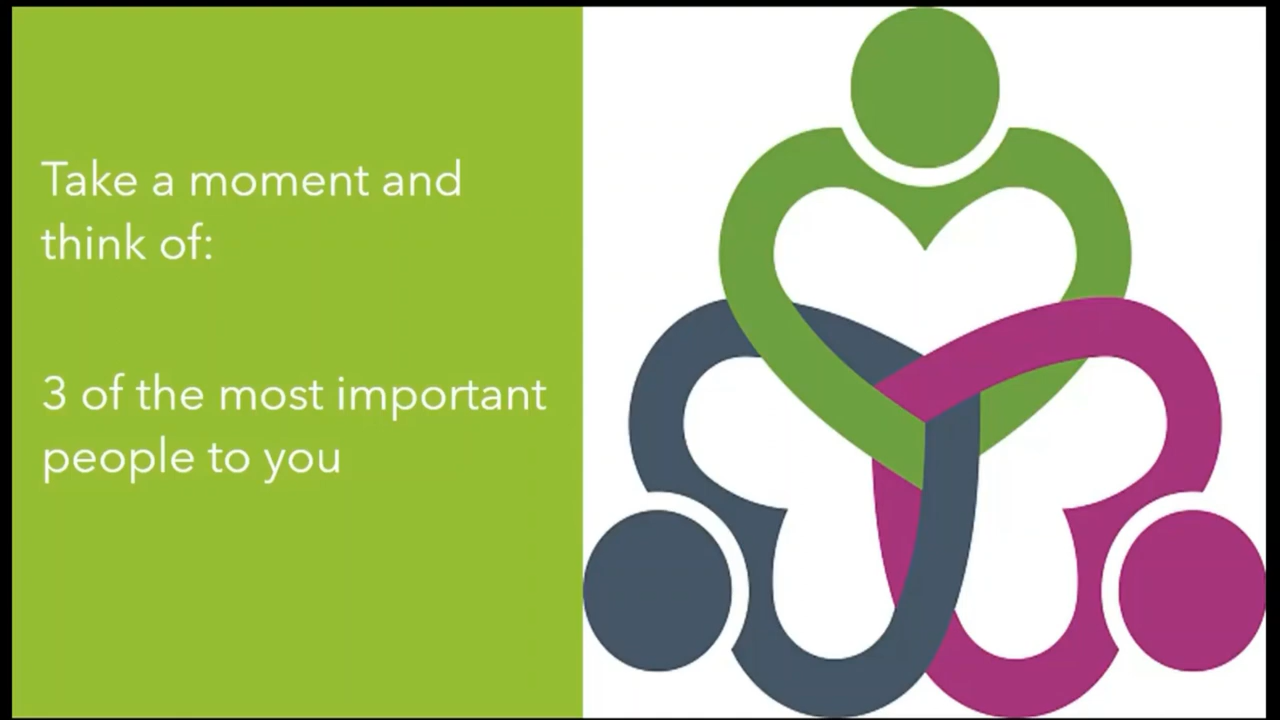 Take a moment and
think of:
3 of the most important
people to you